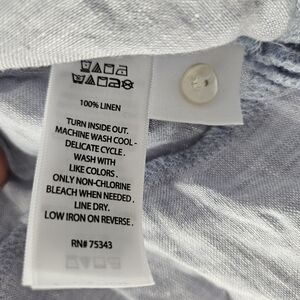 100% LINEN
TURN INSIDE OUT.
MACHINE WASH COOL -
DELICATE CYCLE.
WASH WITH
LIKE COLORS.
ONLY NON-CHLORINE
BLEACH WHEN NEEDED.
LINE DRY.
LOW IRON ON REVERSE.
RN# 75343